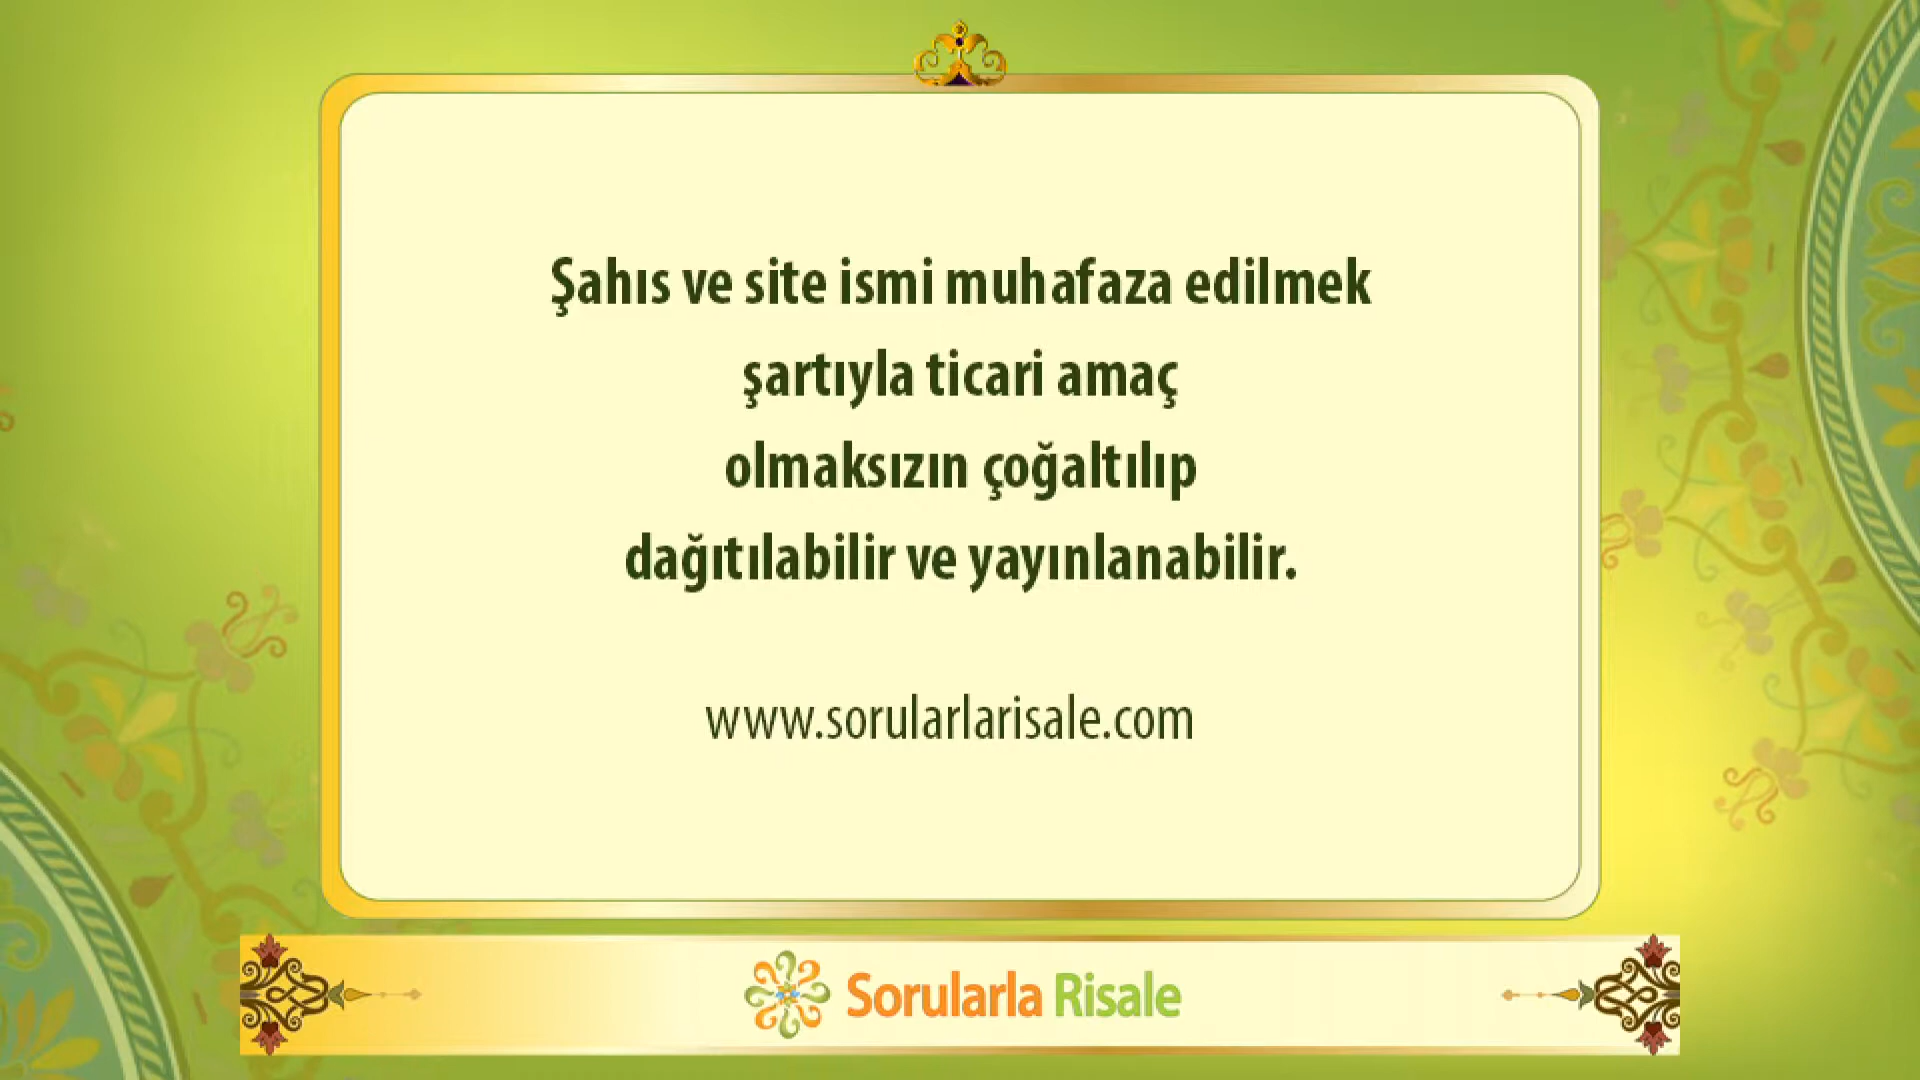 Şahıs ve site ismi muhafaza edilmek
şartıyla ticari amaç
olmaksızın çoğaltılıp
dağıtılabilir ve yayınlanabilir.
www.sorularlarisale.com
Sorularla Risale